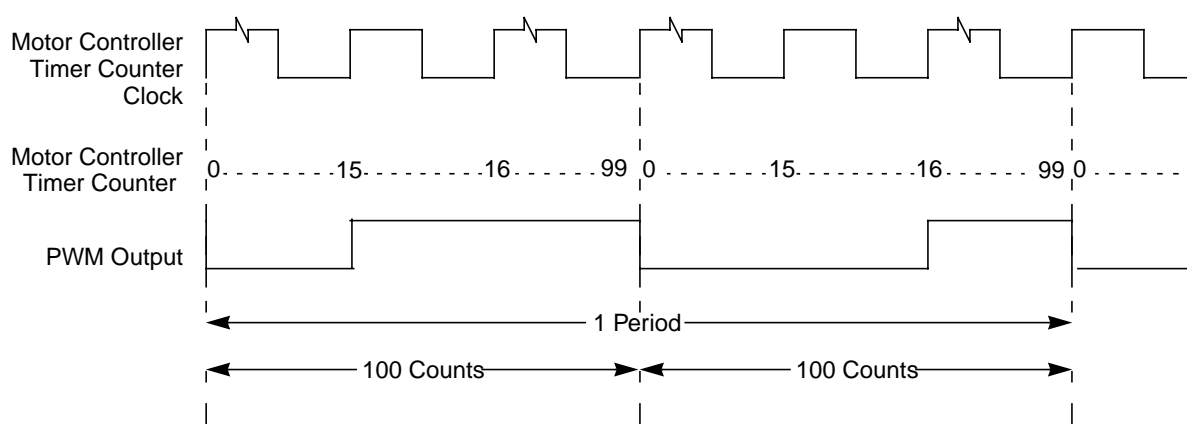 Motor Controller
Timer Counter
Clock
Motor Controller
Timer Counter
0 15 16 99 0 15 16 99 0
PWM Output
1 Period
100 Counts 100 Counts